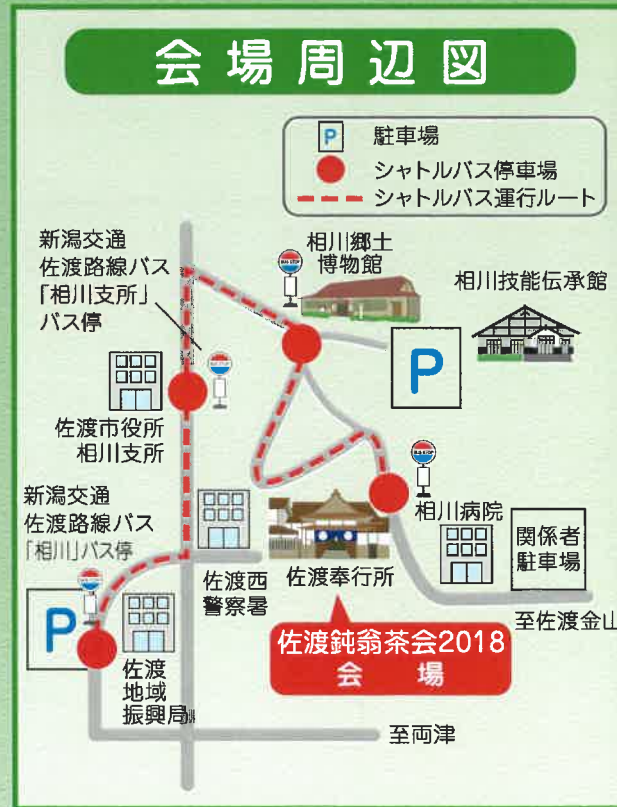 会場周辺図
P 駐車場
シャトルバス停車場
シャトルバス運行ルート
新潟交通
佐渡路線バス
「相川支所」
バス停
相川郷土
博物館
相川技能伝承館
P
佐渡市役所
相川支所
新潟交通
佐渡路線バス
「相川」バス停
相川病院
関係者
駐車場
佐渡西
警察署
佐渡奉行所
至佐渡金山
P
佐渡鈍翁茶会2018
会場
佐渡
地域
振興局
至両津